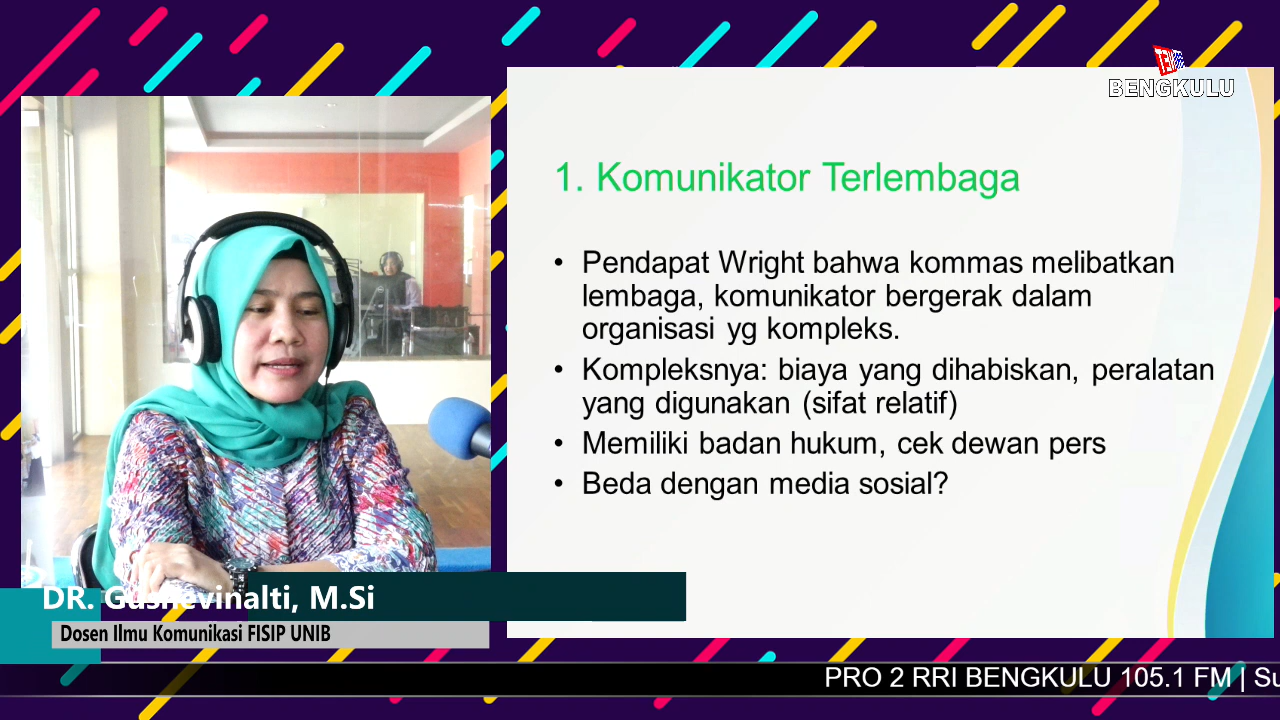 BENGKULU
1. Komunikator Terlembaga
• Pendapat Wright bahwa kommas melibatkan
lembaga, komunikator bergerak dalam
organisasi yg kompleks.
• Kompleksnya: biaya yang dihabiskan, peralatan
yang digunakan (sifat relatif)
• Memiliki badan hukum, cek dewan pers
• Beda dengan media sosial?
DR. Gushevinalti, M.Si
Dosen Ilmu Komunikasi FISIP UNIB
PRO 2 RRI BENGKULU 105.1 FM |